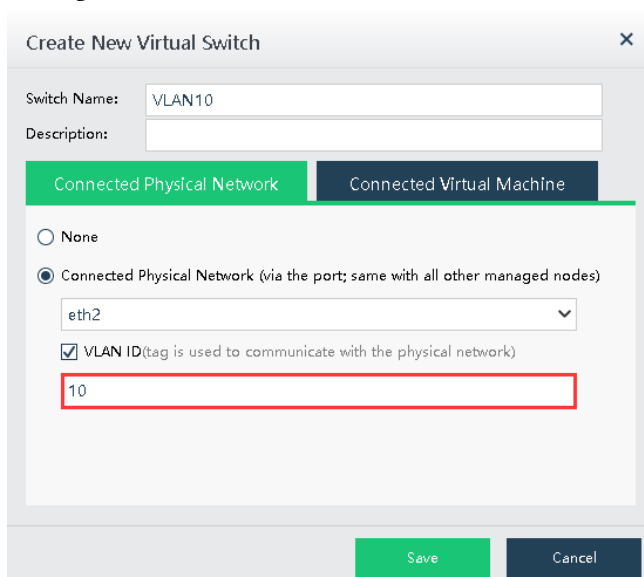 Create New Virtual Switch
Switch Name: VLAN10
Description:
Connected Physical Network Connected Virtual Machine
None
Connected Physical Network (via the port; same with all other managed nodes)
eth2
VLAN ID(tag is used to communicate with the physical network)
10
Save Cancel